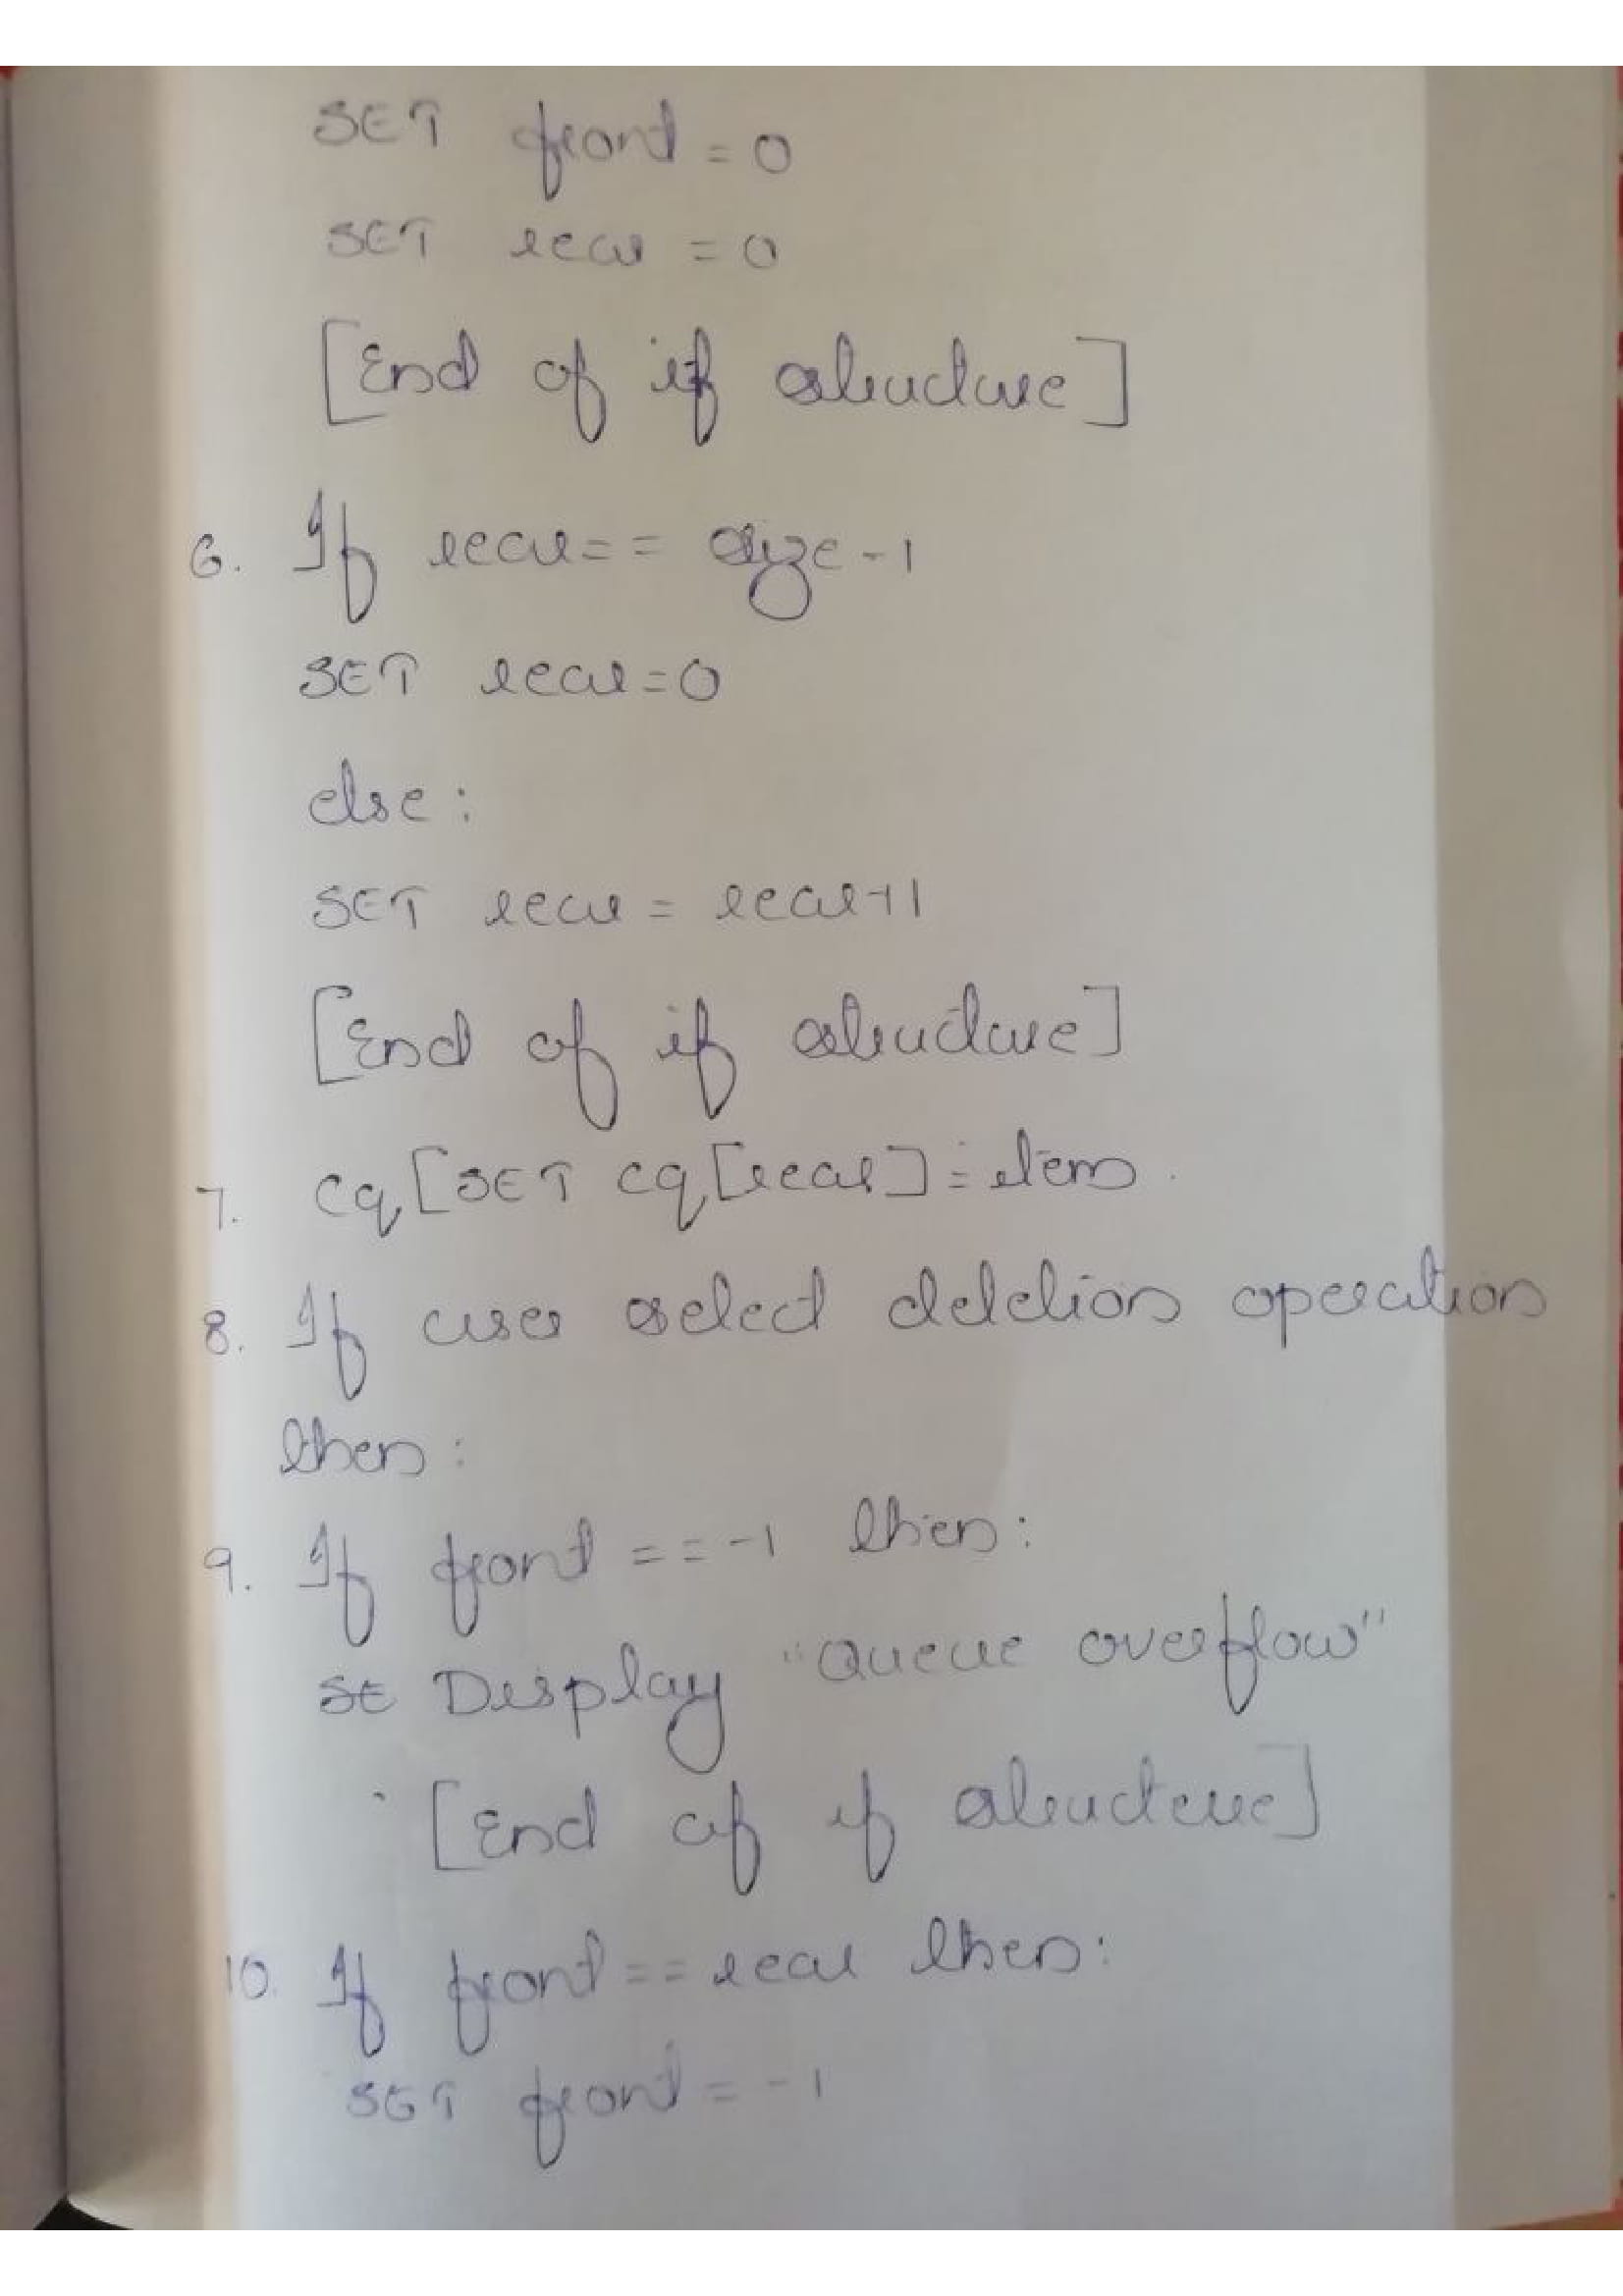 SET front = 0
SET rear = 0
[End of if structure]
6. If rear == size - 1
SET rear = 0
else :
SET rear = rear+1
[End of if structure]
7. cq[SET cq[rear] = item
8. If user select deletion operation
then :
9. If front == -1 then :
SE Display "Queue overflow"
[End of if structure]
10. If front == rear then :
SET front = -1